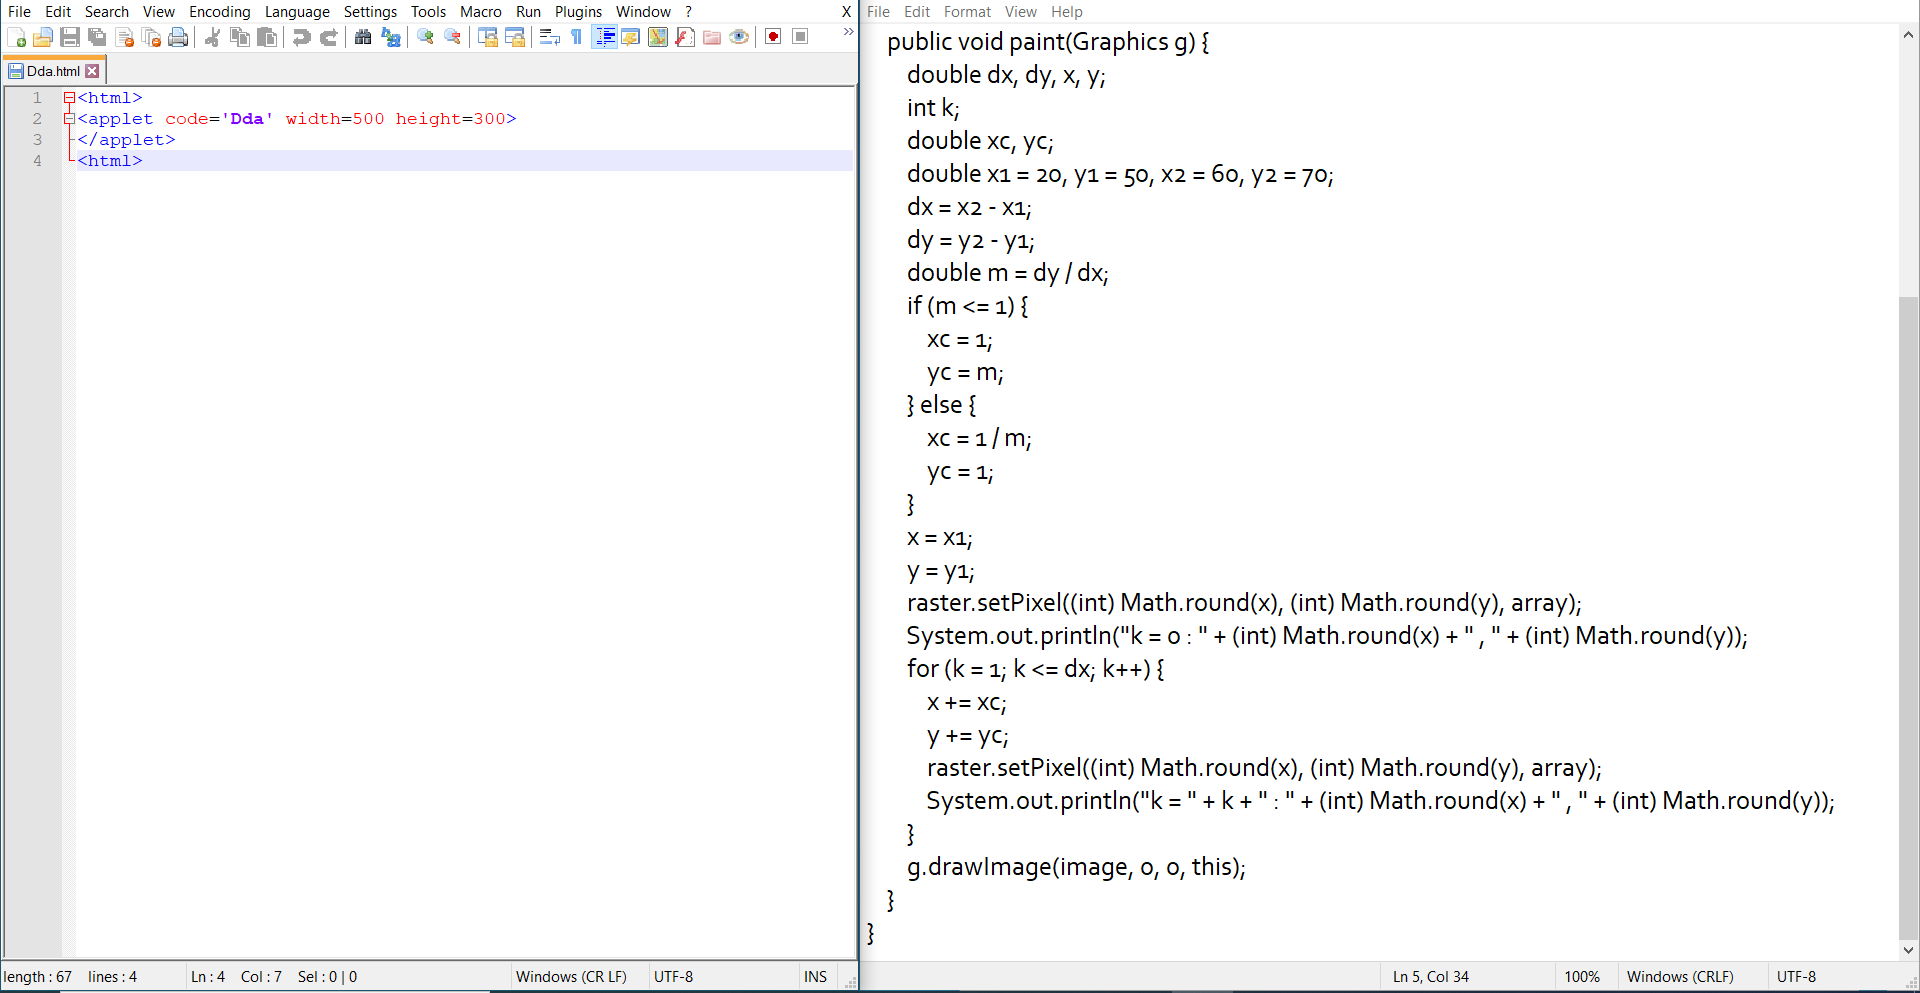 File Edit Search View Encoding Language Settings Tools Macro Run Plugins Window ? X
Dda.html
1 <html>
2 <applet code='Dda' width=500 height=300>
3 </applet>
4 <html>
length : 67 lines : 4 Ln : 4 Col : 7 Sel : 0 | 0 Windows (CR LF) UTF-8 INS
File Edit Format View Help
public void paint(Graphics g) {
double dx, dy, x, y;
int k;
double xc, yc;
double x1 = 20, y1 = 50, x2 = 60, y2 = 70;
dx = x2 - x1;
dy = y2 - y1;
double m = dy / dx;
if (m <= 1) {
xc = 1;
yc = m;
} else {
xc = 1 / m;
yc = 1;
}
x = x1;
y = y1;
raster.setPixel((int) Math.round(x), (int) Math.round(y), array);
System.out.println("k = 0 : " + (int) Math.round(x) + " , " + (int) Math.round(y));
for (k = 1; k <= dx; k++) {
x += xc;
y += yc;
raster.setPixel((int) Math.round(x), (int) Math.round(y), array);
System.out.println("k = " + k + " : " + (int) Math.round(x) + " , " + (int) Math.round(y));
}
g.drawImage(image, 0, 0, this);
}
}
Ln 5, Col 34 100% Windows (CRLF) UTF-8